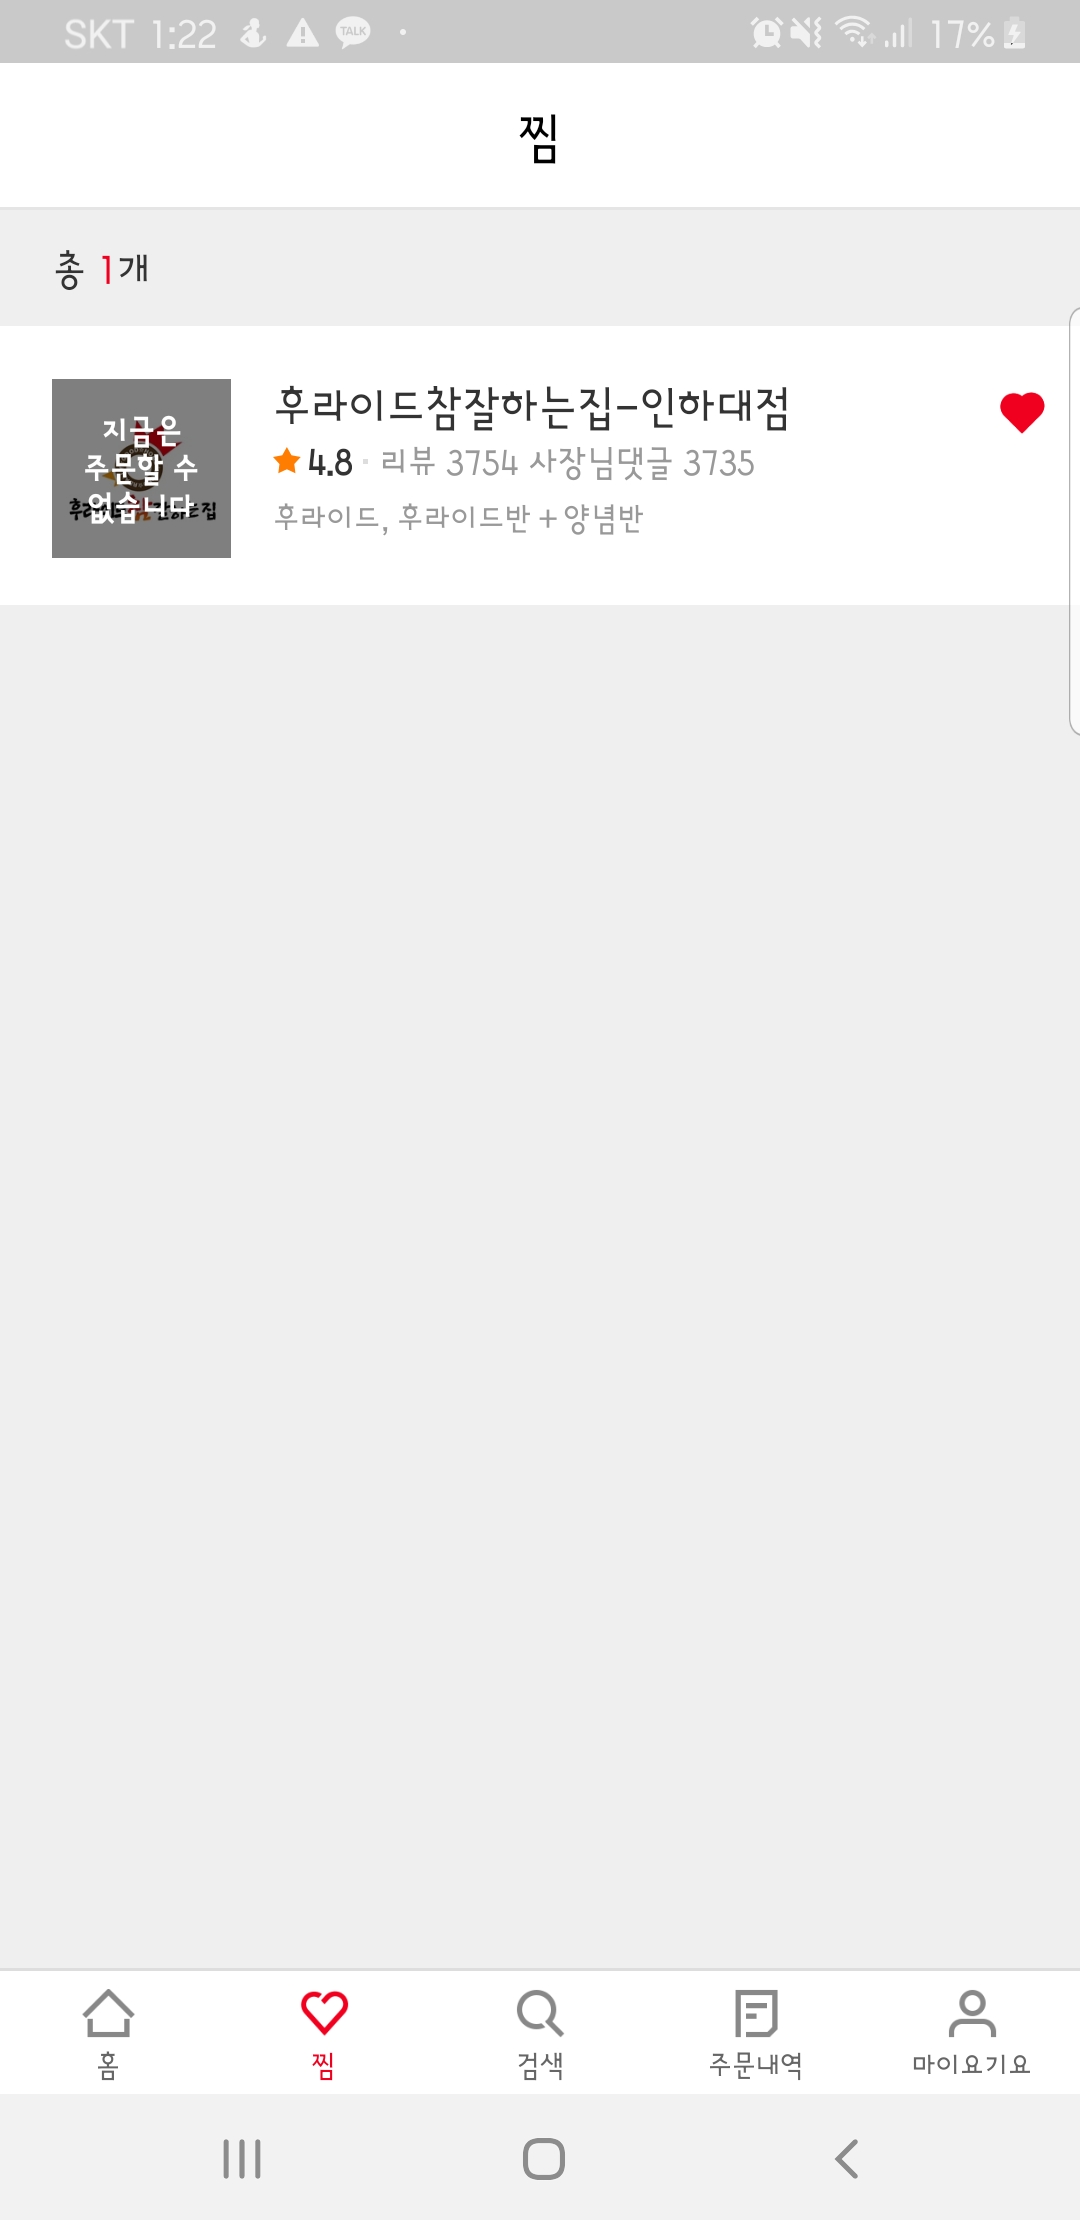 SKT 1:22 TALK 17%
찜
총 1개
지금은
주문할 수
없습니다
후라이드참잘하는집-인하대점
4.8 · 리뷰 3754 사장님댓글 3735
후라이드, 후라이드반+양념반
홈 찜 검색 주문내역 마이요기요